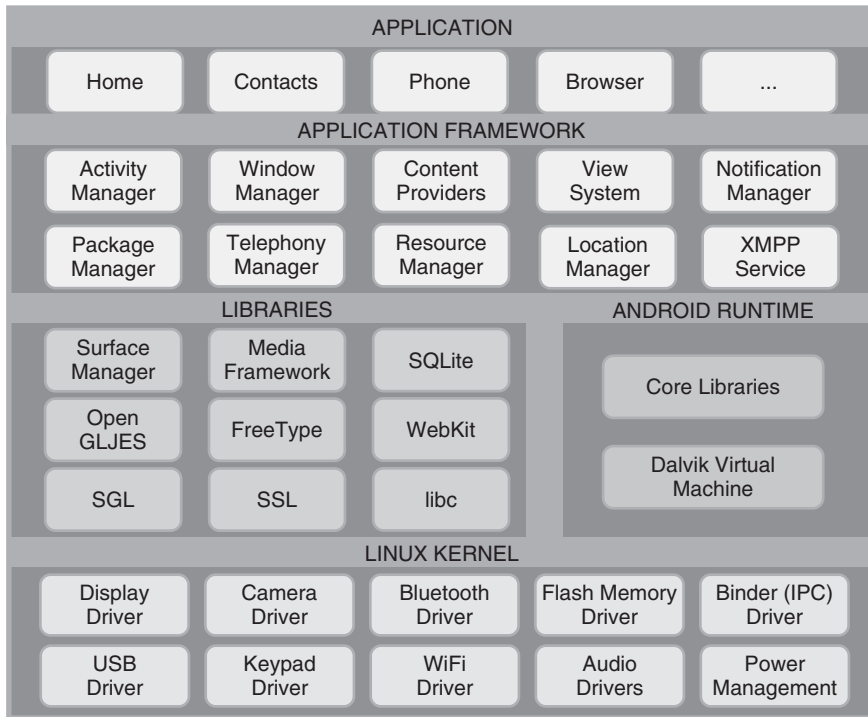 APPLICATION
Home
Contacts
Phone
Browser
...
APPLICATION FRAMEWORK
Activity
Manager
Window
Manager
Content
Providers
View
System
Notification
Manager
Package
Manager
Telephony
Manager
Resource
Manager
Location
Manager
XMPP
Service
LIBRARIES
Surface
Manager
Media
Framework
SQLite
Open
GLJES
FreeType
WebKit
SGL
SSL
libc
ANDROID RUNTIME
Core Libraries
Dalvik Virtual
Machine
LINUX KERNEL
Display
Driver
Camera
Driver
Bluetooth
Driver
Flash Memory
Driver
Binder (IPC)
Driver
USB
Driver
Keypad
Driver
WiFi
Driver
Audio
Drivers
Power
Management